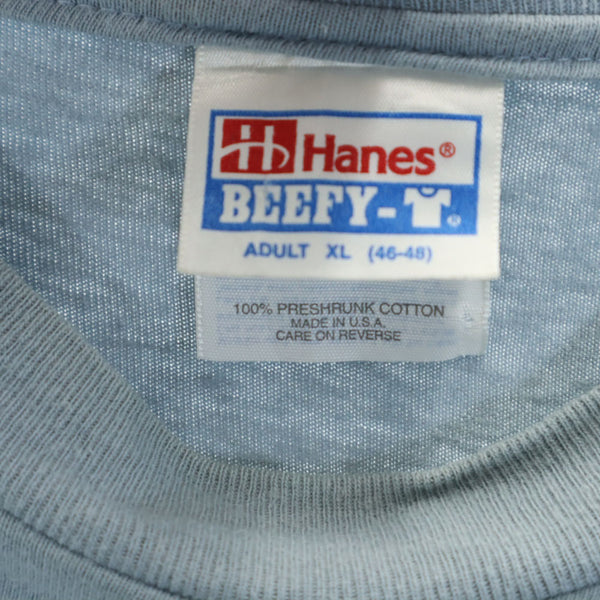 Hanes®
BEEFY-T®
ADULT XL (46-48)
100% PRESHRUNK COTTON
MADE IN U.S.A.
CARE ON REVERSE